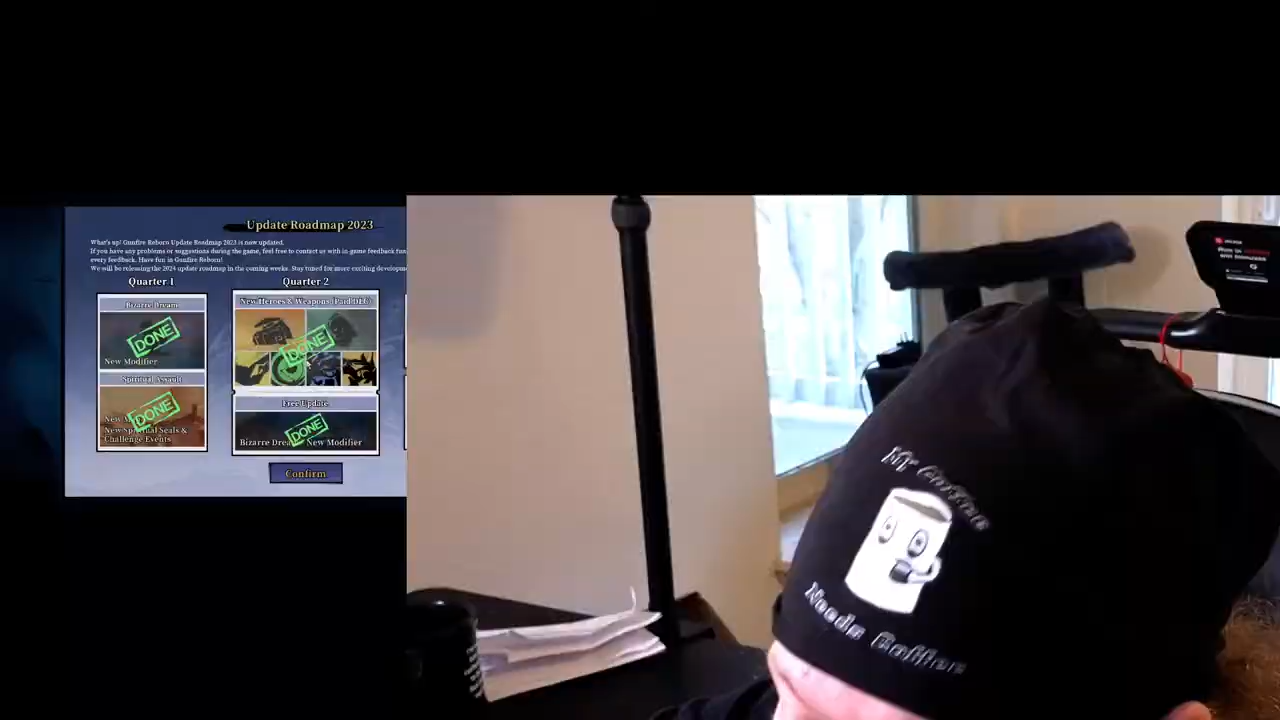 Update Roadmap 2023
What's up! Gunfire Reborn Update Roadmap 2023 is now updated.
If you have any problems or suggestions during the game, feel free to contact us with in-game feedback
every feedback. Have fun in Gunfire Reborn!
We will be releasing the 2024 update roadmap in the coming weeks. Stay tuned for more exciting
Quarter 1
Quarter 2
Bizarre Dream
DONE
New Modifier
Spiritual Assault
DONE
New
New Spiritual Seals &
Challenge Events
New Heroes & Weapons (Paid DLC)
DONE
Free Update
DONE
Bizarre Dream New Modifier
Confirm
My Coffee
Needs Coffee